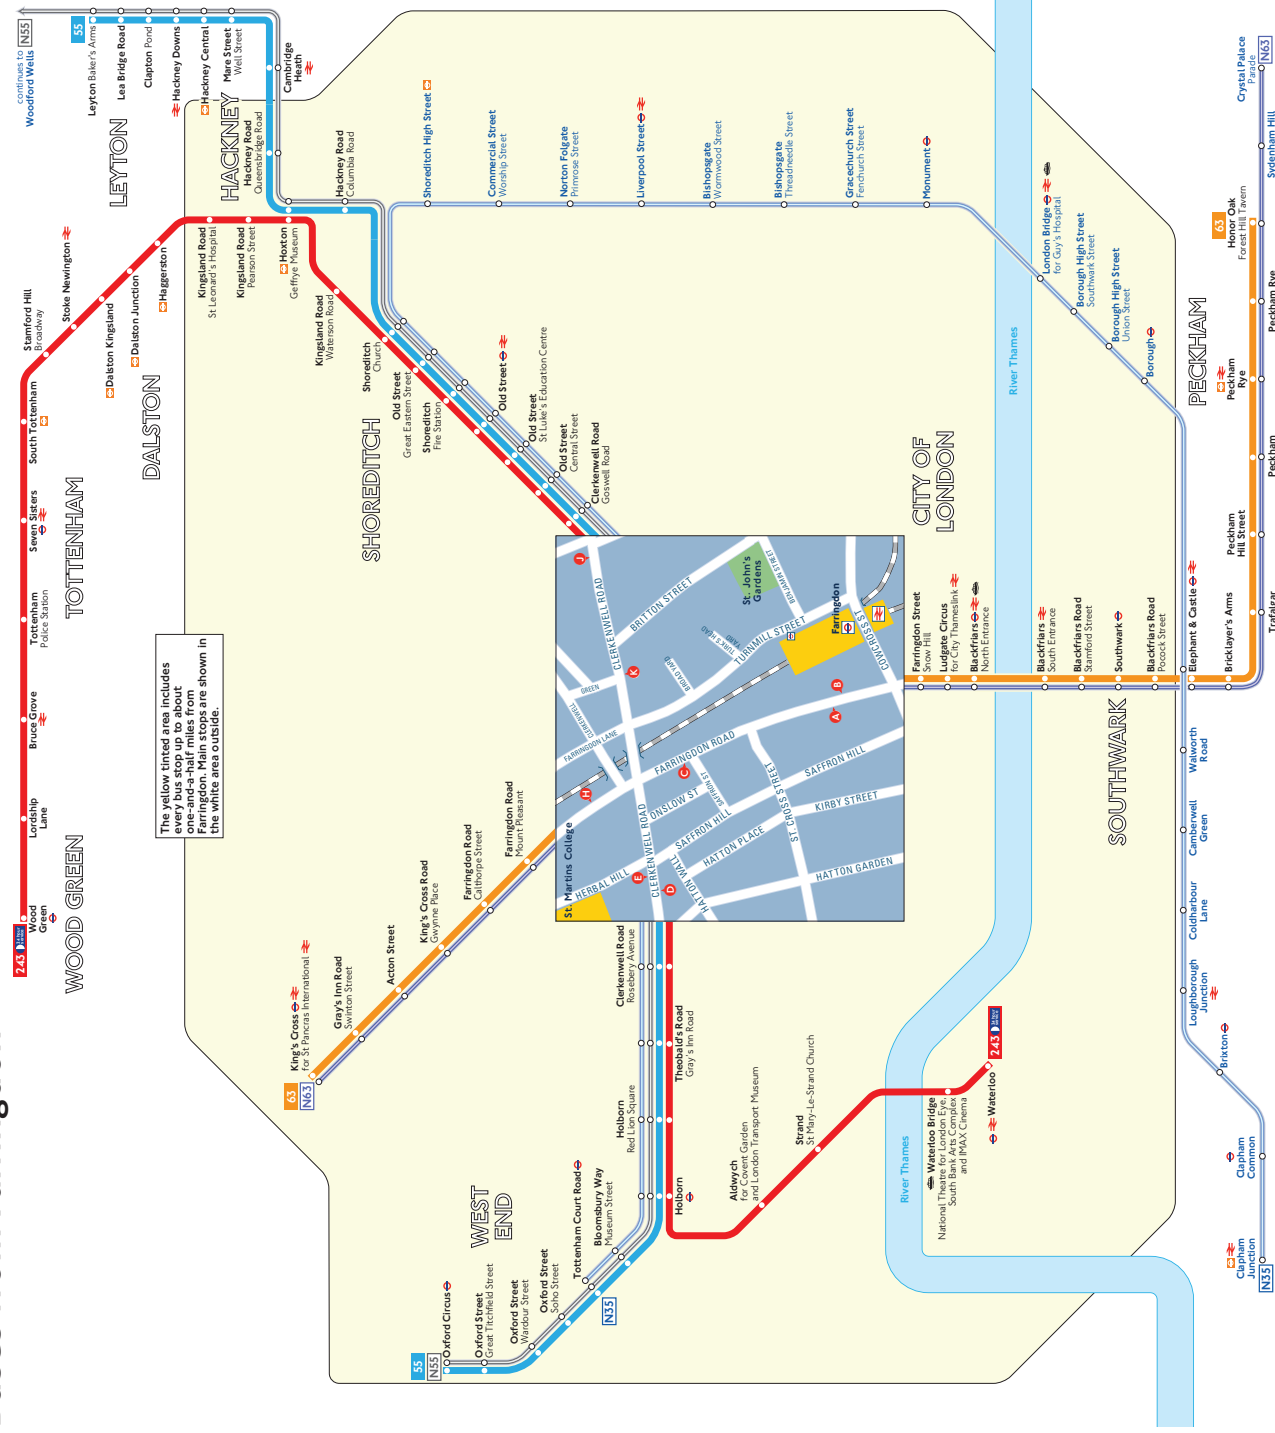 continues to
Woodford Wells
N55
55
Leyton Baker's Arms
Lea Bridge Road
Clapton Pond
Hackney Downs
Hackney Central
Mare Street
Well Street
Cambridge
Heath
LEYTON
HACKNEY
Hackney Road
Queensbridge Road
Hackney Road
Columbia Road
Shoreditch High Street
Commercial Street
Worship Street
Norton Folgate
Primrose Street
Liverpool Street
Bishopsgate
Wormwood Street
Bishopsgate
Threadneedle Street
Gracechurch Street
Fenchurch Street
Monument
London Bridge
for Guy's Hospital
Borough High Street
Southwark Street
Borough High Street
Union Street
Borough
243
Wood
Green
Lordship
Lane
Bruce Grove
Tottenham
Police Station
Seven Sisters
South Tottenham
Stamford Hill
Broadway
Stoke Newington
Dalston Kingsland
Dalston Junction
Haggerston
WOOD GREEN
TOTTENHAM
DALSTON
SHOREDITCH
Kingsland Road
St Leonard's Hospital
Kingsland Road
Pearson Street
Hoxton
Geffrye Museum
Kingsland Road
Waterson Road
Shoreditch
Church
Old Street
Great Eastern Street
Shoreditch
Fire Station
Old Street
Old Street
St Luke's Education Centre
Old Street
Central Street
Clerkenwell Road
Goswell Road
The yellow tinted area includes
every bus stop up to about
one-and-a-half miles from
Farringdon. Main stops are shown in
the white area outside.
63
N63
King's Cross
for St Pancras International
Gray's Inn Road
Swinton Street
Acton Street
King's Cross Road
Gwynne Place
Farringdon Road
Calthorpe Street
Farringdon Road
Mount Pleasant
St. Martins College
HERBAL HILL
CLERKENWELL ROAD
HATTON WALL
SAFFRON HILL
ONSLOW ST
SAFFRON ST
HATTON PLACE
HATTON GARDEN
ST. CROSS STREET
KIRBY STREET
SAFFRON HILL
FARRINGDON ROAD
FARRINGDON LANE
CLERKENWELL
GREEN
CLERKENWELL ROAD
BRITTON STREET
BROAD YARD
TURK'S HEAD
YARD
TURNMILL STREET
BENJAMIN STREET
COWCROSS ST
St. John's
Gardens
Farringdon
A
B
C
D
E
H
J
K
CITY OF
LONDON
Farringdon Street
Snow Hill
Ludgate Circus
for City Thameslink
Blackfriars
North Entrance
River Thames
Blackfriars
South Entrance
Blackfriars Road
Stamford Street
Southwark
Blackfriars Road
Pocock Street
Elephant & Castle
Bricklayer's Arms
SOUTHWARK
Trafalgar
Peckham
Hill Street
Peckham
Peckham
Rye
Peckham Rye
PECKHAM
63
Honor Oak
Forest Hill Tavern
Sydenham Hill
Crystal Palace
Parade
N63
Clerkenwell Road
Rosebery Avenue
Theobald's Road
Gray's Inn Road
Holborn
Red Lion Square
Holborn
Bloomsbury Way
Museum Street
Tottenham Court Road
Oxford Street
Soho Street
Oxford Street
Wardour Street
Oxford Street
Great Titchfield Street
Oxford Circus
55
N55
N35
WEST
END
Aldwych
for Covent Garden
and London Transport Museum
Strand
St Mary-Le-Strand Church
River Thames
Waterloo Bridge
National Theatre for London Eye,
South Bank Arts Complex
and IMAX Cinema
Waterloo
243
Walworth
Road
Camberwell
Green
Coldharbour
Lane
Loughborough
Junction
Brixton
Clapham
Common
Clapham
Junction
N35